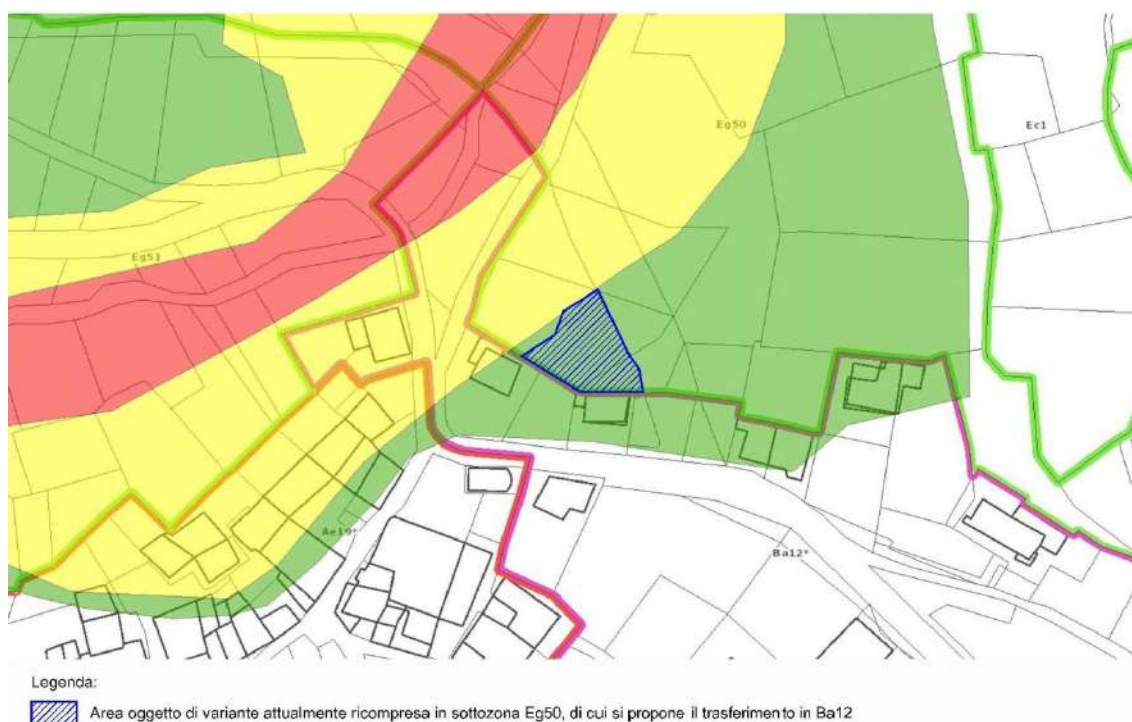 Eg50
Ec1
Eg51
Ae19*
Ba12*
Legenda:
Area oggetto di variante attualmente ricompresa in sottozona Eg50, di cui si propone il trasferimento in Ba12